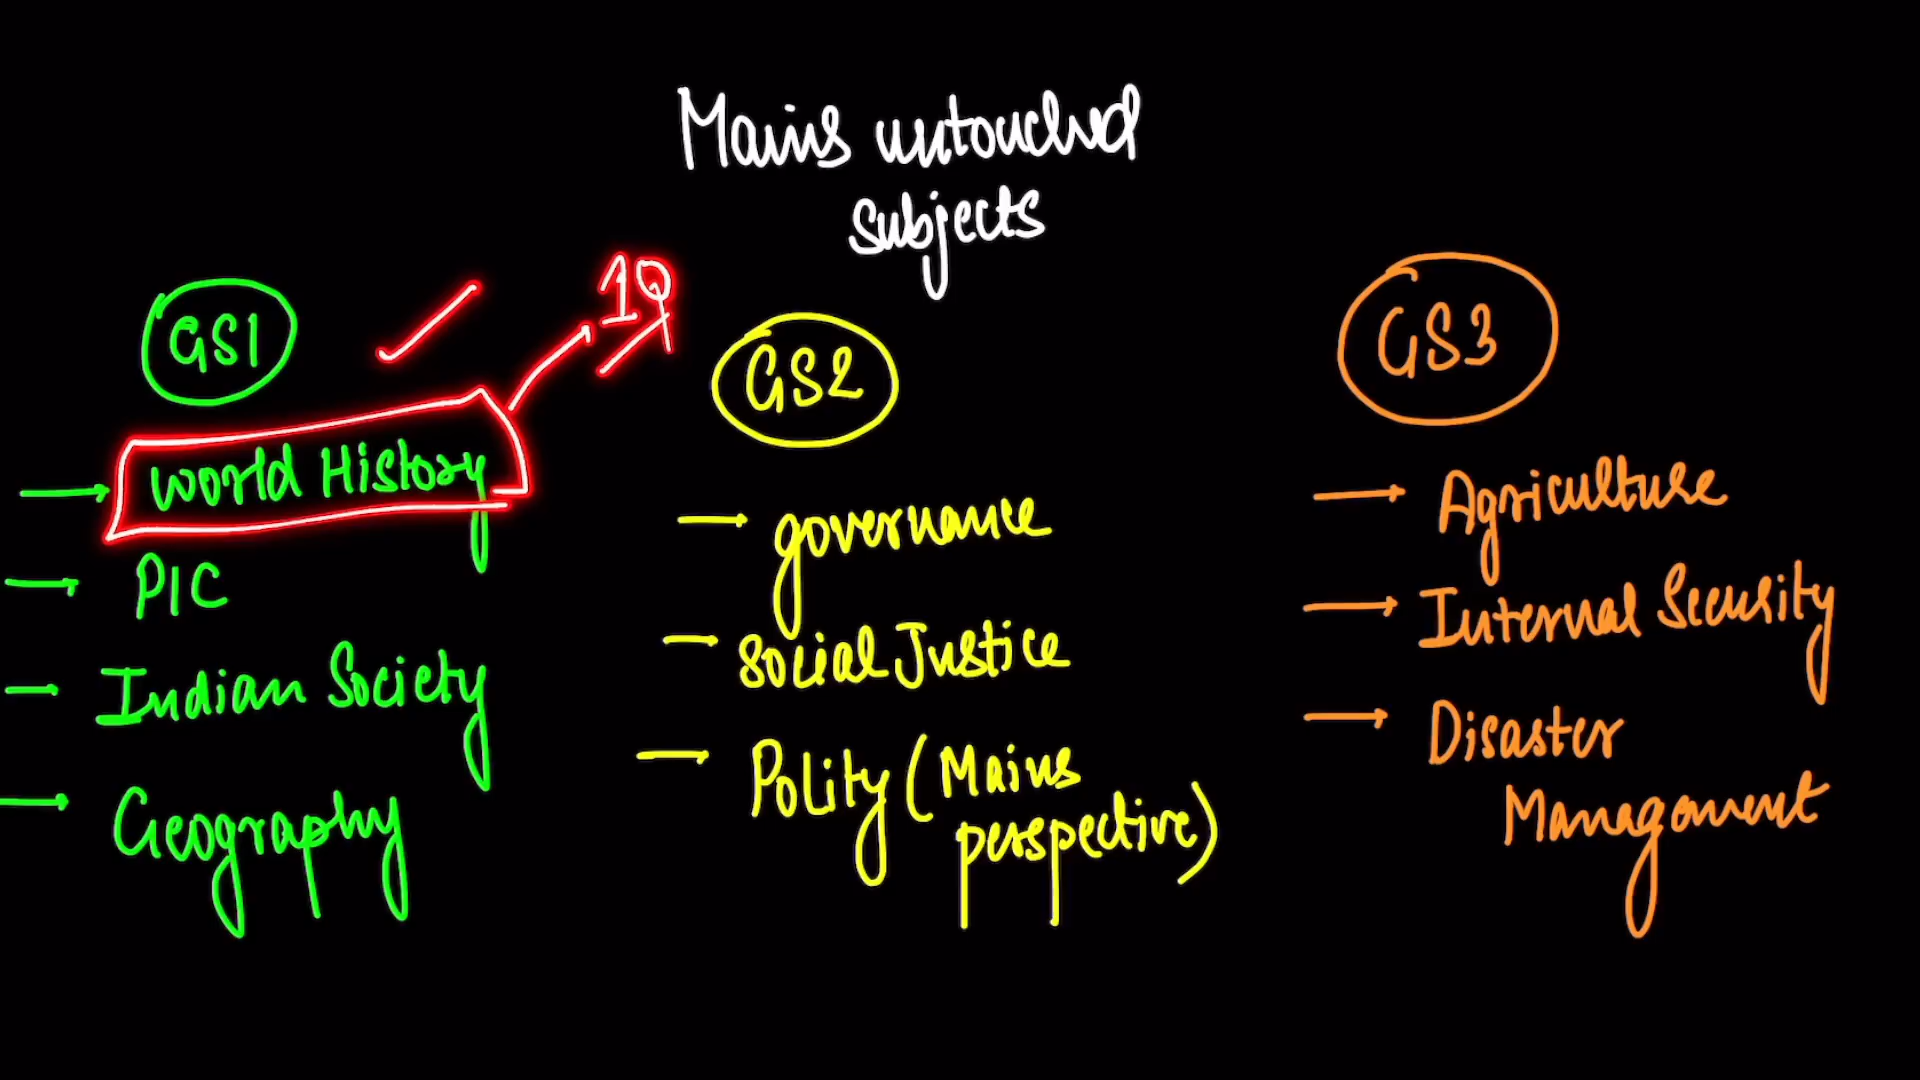 Mains untouched
subjects
GS1
World History
PIC
Indian Society
Geography
1Q
GS2
governance
Social Justice
Polity (Mains
perspective)
GS3
Agriculture
Internal Security
Disaster
Management